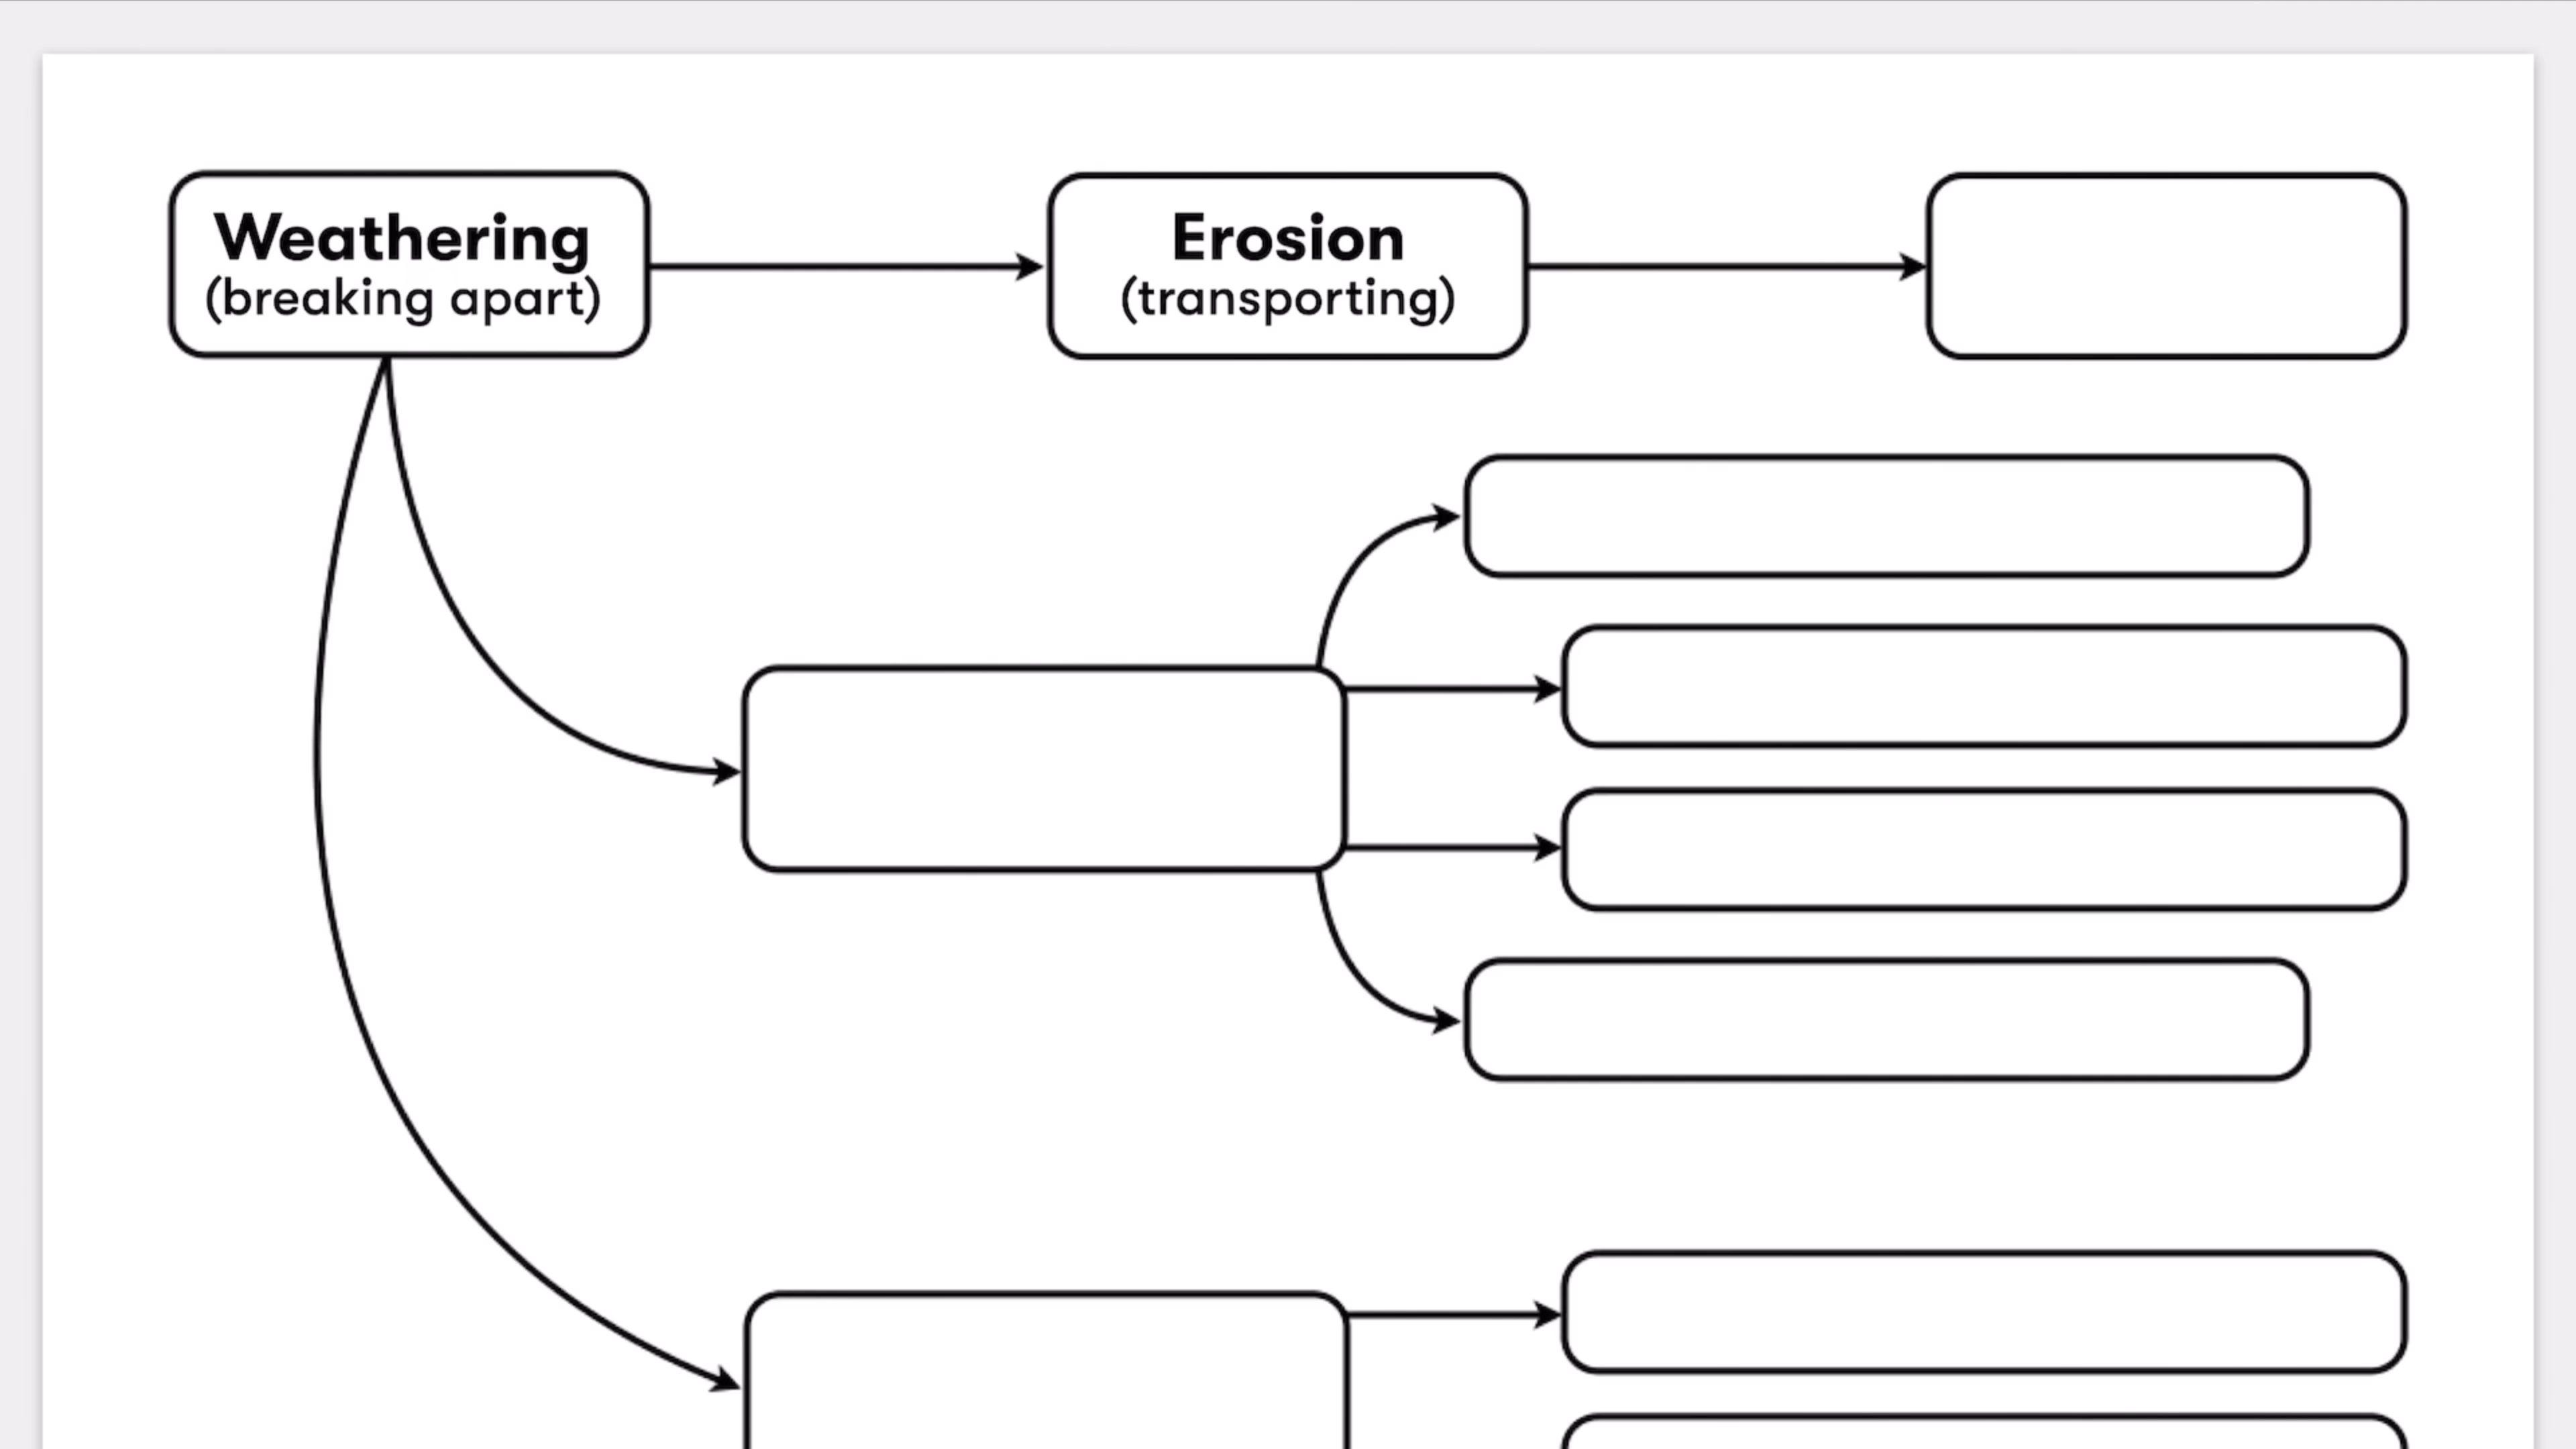 Weathering
(breaking apart)
Erosion
(transporting)